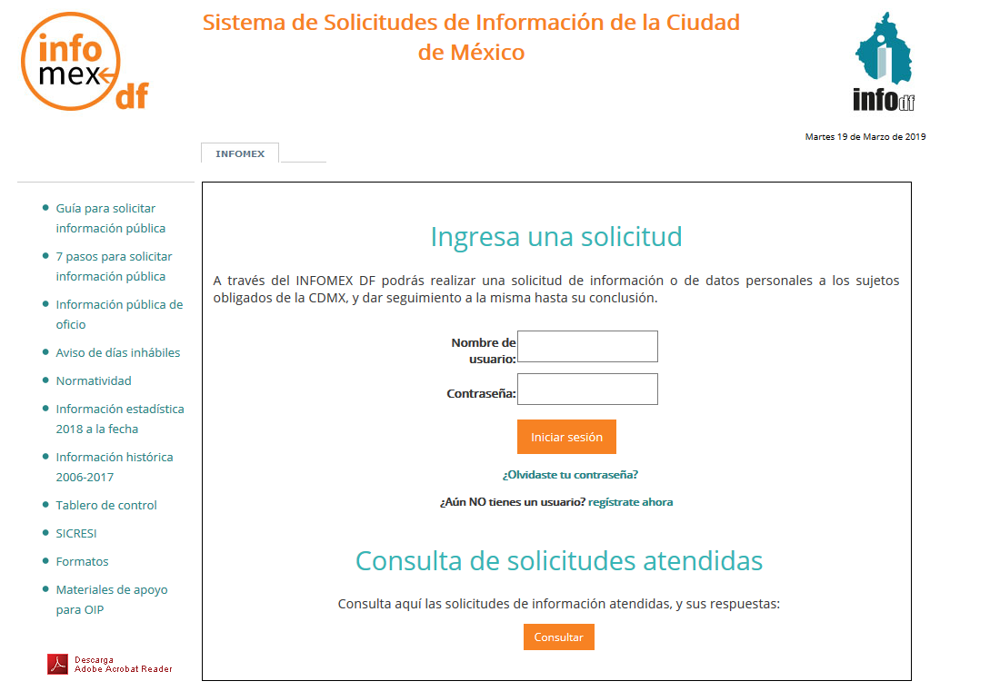 info
mex
df
Sistema de Solicitudes de Información de la Ciudad
de México
infodf
Martes 19 de Marzo de 2019
INFOMEX
Guía para solicitar
información pública
7 pasos para solicitar
información pública
Información pública de
oficio
Aviso de días inhábiles
Normatividad
Información estadística
2018 a la fecha
Información histórica
2006-2017
Tablero de control
SICRESI
Formatos
Materiales de apoyo
para OIP
Descarga
Adobe Acrobat Reader
Ingresa una solicitud
A través del INFOMEX DF podrás realizar una solicitud de información o de datos personales a los sujetos
obligados de la CDMX, y dar seguimiento a la misma hasta su conclusión.
Nombre de
usuario:
Contraseña:
Iniciar sesión
¿Olvidaste tu contraseña?
¿Aún NO tienes un usuario? regístrate ahora
Consulta de solicitudes atendidas
Consulta aquí las solicitudes de información atendidas, y sus respuestas:
Consultar